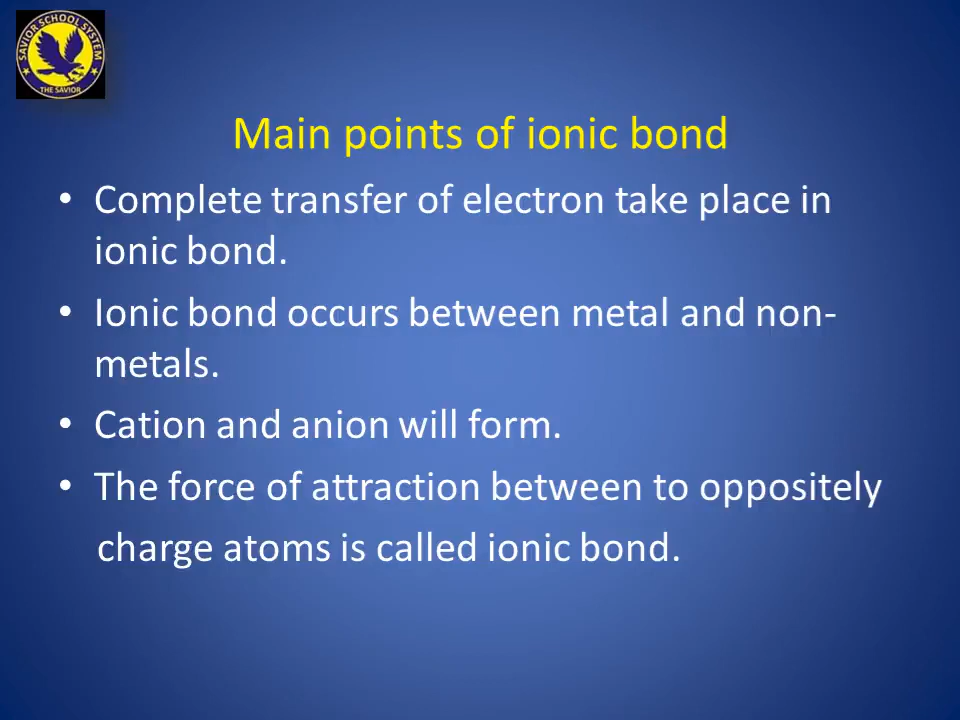 SAVIOR SCHOOL SYSTEM
THE SAVIOR
Main points of ionic bond
• Complete transfer of electron take place in
ionic bond.
• Ionic bond occurs between metal and non-
metals.
• Cation and anion will form.
• The force of attraction between to oppositely
charge atoms is called ionic bond.